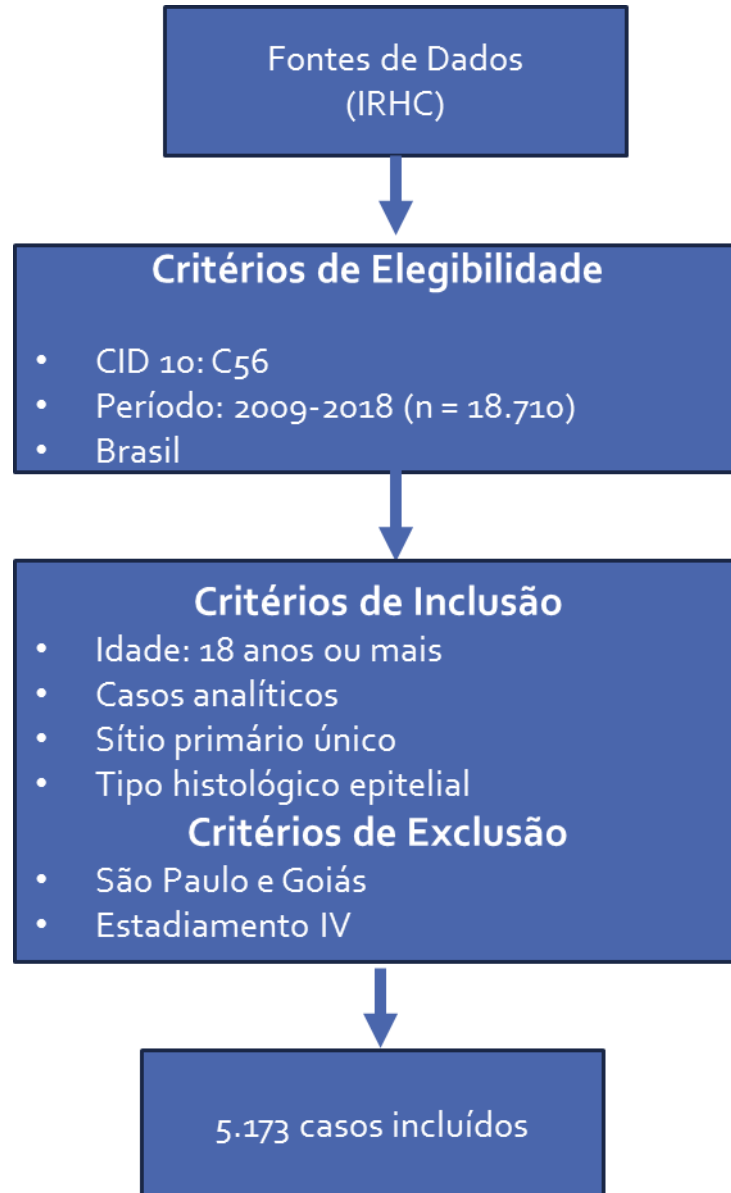 Fontes de Dados
(IRHC)
Critérios de Elegibilidade
• CID 10: C56
• Período: 2009-2018 (n = 18.710)
• Brasil
Critérios de Inclusão
• Idade: 18 anos ou mais
• Casos analíticos
• Sítio primário único
• Tipo histológico epitelial
Critérios de Exclusão
• São Paulo e Goiás
• Estadiamento IV
5.173 casos incluídos